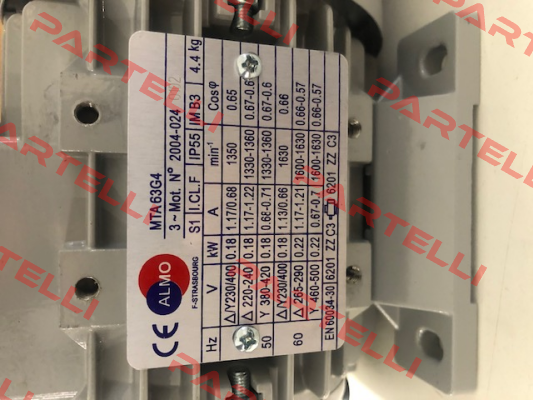 MTA63G4
3~Mot. N° 2004-024
S1 I.CL.F IP55 IM B3 4.4 kg
CE ALMO
F-STRASBOURG
Hz V kW A min⁻¹ Cosφ
50 Δ/Y230/400 0.18 1.17/0.68 1350 0.65
Δ 220-240 0.18 1.17-1.22 1330-1360 0.67-0.6
Y 380-420 0.18 0.68-0.71 1330-1360 0.67-0.6
60 Δ/Y230/400 0.18 1.13/0.66 1630 0.66
Δ 265-290 0.22 1.17-1.21 1600-1630 0.66-0.57
Y 460-500 0.22 0.67-0.7 1600-1630 0.66-0.57
EN 60034-30 6201 ZZ C3 6201 ZZ C3
PARTELLI